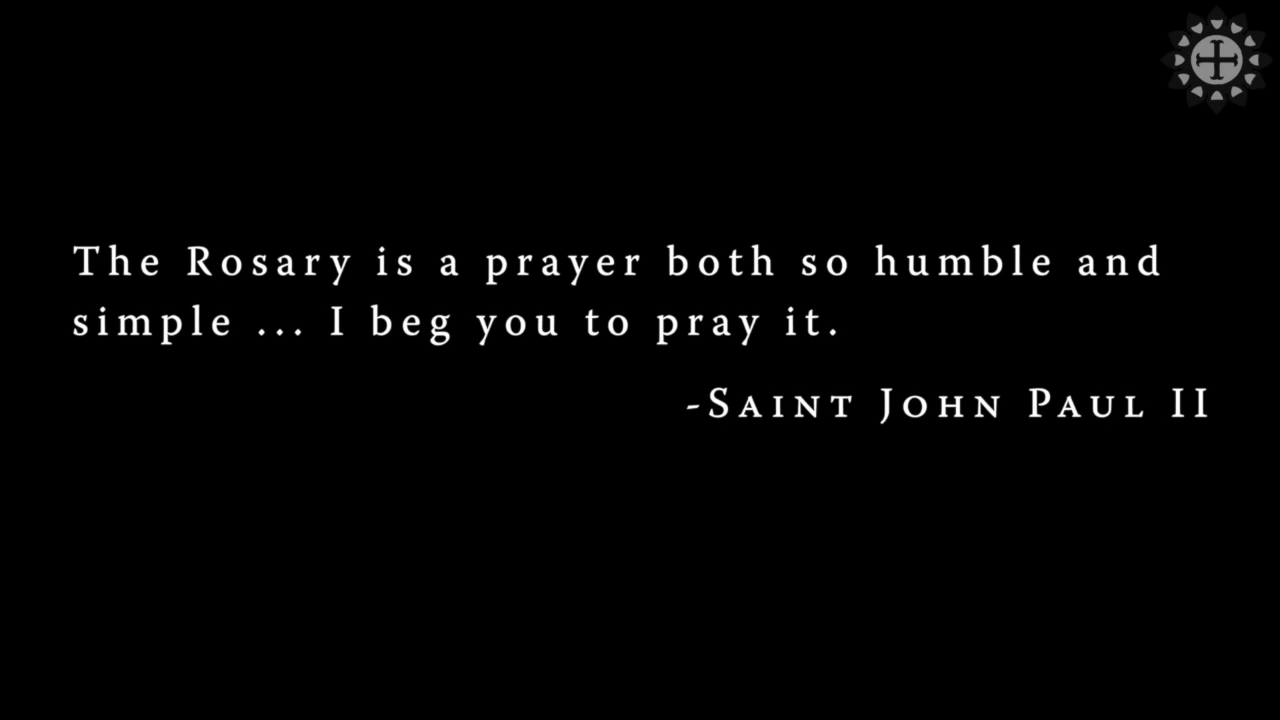 The Rosary is a prayer both so humble and
simple ... I beg you to pray it.
-Saint John Paul II